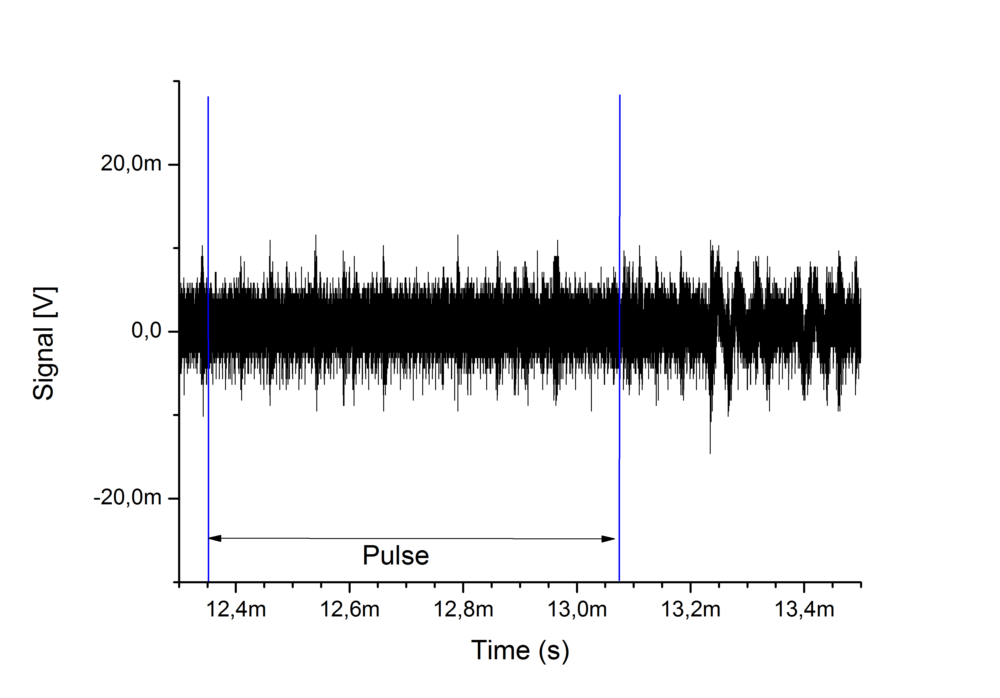 20,0m
0,0
-20,0m
Signal [V]
Pulse
12,4m 12,6m 12,8m 13,0m 13,2m 13,4m
Time (s)